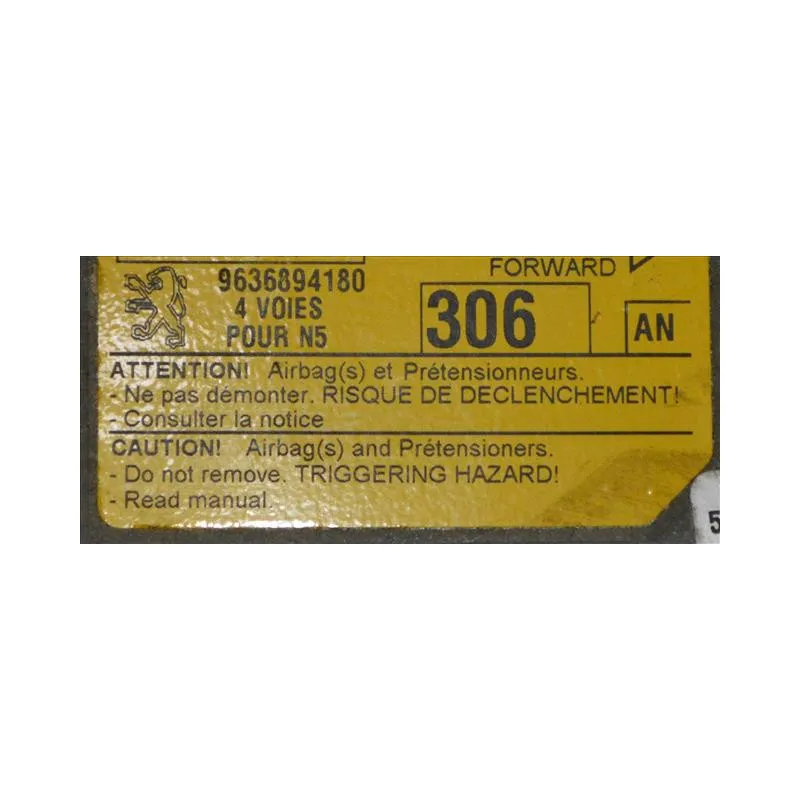 FORWARD
9636894180
4 VOIES
POUR N5
306
AN
ATTENTION! Airbag(s) et Prétensionneurs.
- Ne pas démonter. RISQUE DE DECLENCHEMENT!
- Consulter la notice
CAUTION! Airbag(s) and Prétensioners.
- Do not remove. TRIGGERING HAZARD!
- Read manual.
5